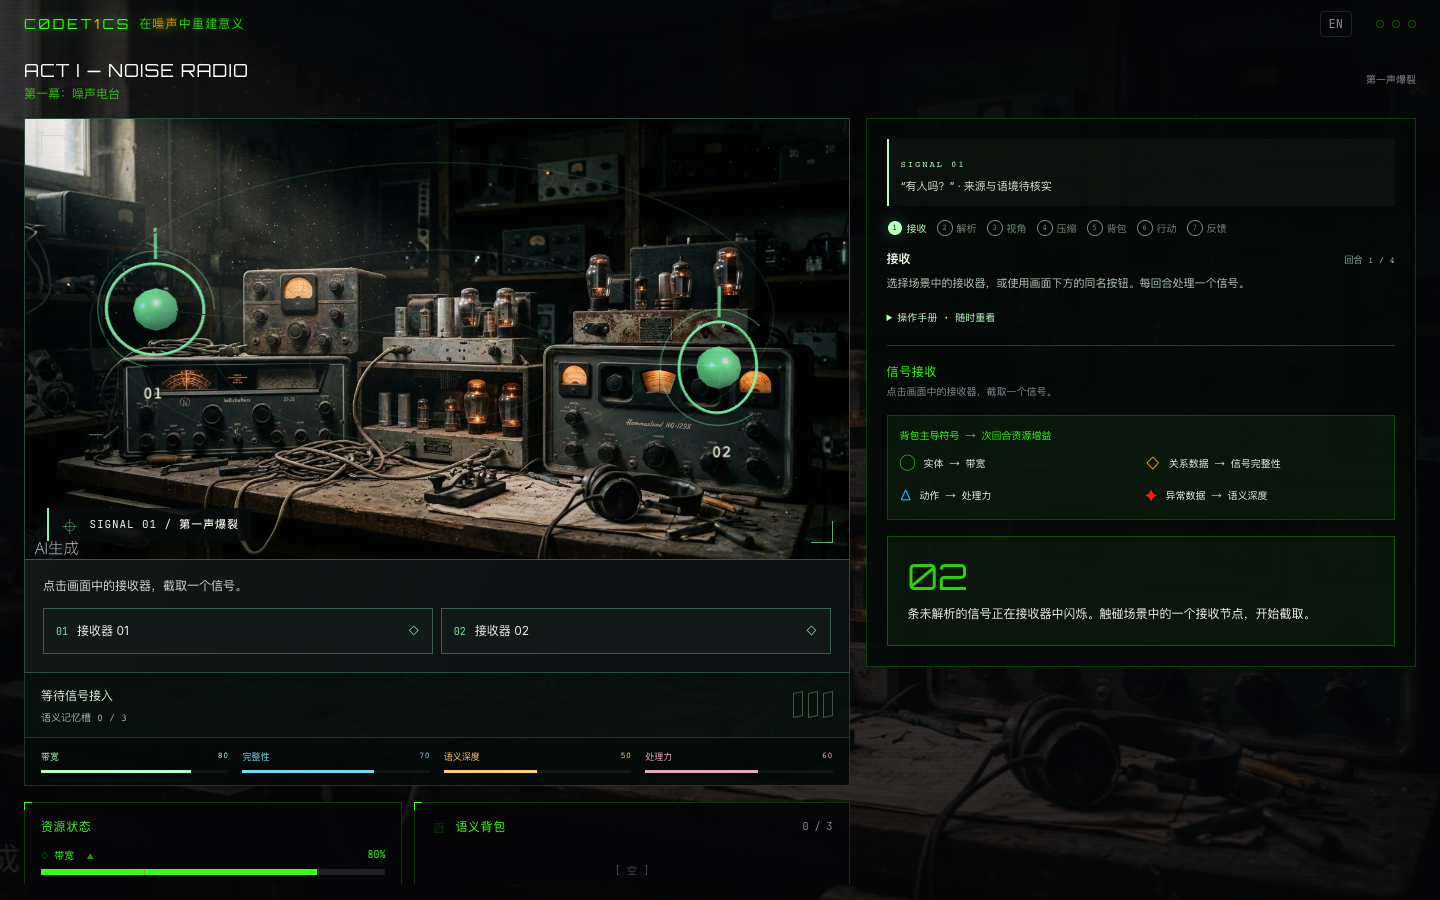 CØDET1CS 在噪声中重建意义
EN
ACT I — NOISE RADIO
第一幕：噪声电台
第一声爆裂
01
Hammarlund HQ-129X
02
SIGNAL 01 / 第一声爆裂
AI生成
点击画面中的接收器，截取一个信号。
01 接收器 01
02 接收器 02
等待信号接入
语义记忆槽 0 / 3
带宽 80
完整性 70
语义深度 50
处理力 60
资源状态
带宽 80%
语义背包 0 / 3
[ 空 ]
SIGNAL 01
“有人吗？” · 来源与语境待核实
1 接收 2 解析 3 视角 4 压缩 5 背包 6 行动 7 反馈
接收 回合 1 / 4
选择场景中的接收器，或使用画面下方的同名按钮。每回合处理一个信号。
操作手册 · 随时重看
信号接收
点击画面中的接收器，截取一个信号。
背包主导符号 → 次回合资源增益
实体 → 带宽
关系数据 → 信号完整性
动作 → 处理力
异常数据 → 语义深度
02
条未解析的信号正在接收器中闪烁。触碰场景中的一个接收节点，开始截取。
成